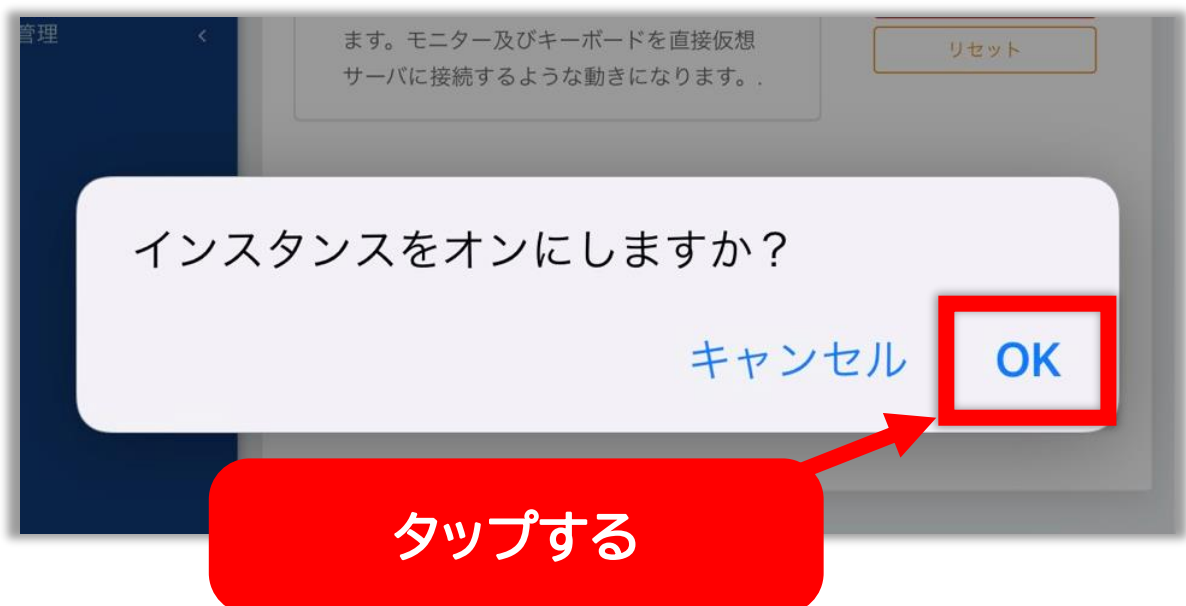 管理 <
ます。モニター及びキーボードを直接仮想
サーバに接続するような動きになります。.
リセット
インスタンスをオンにしますか？
キャンセル OK
タップする